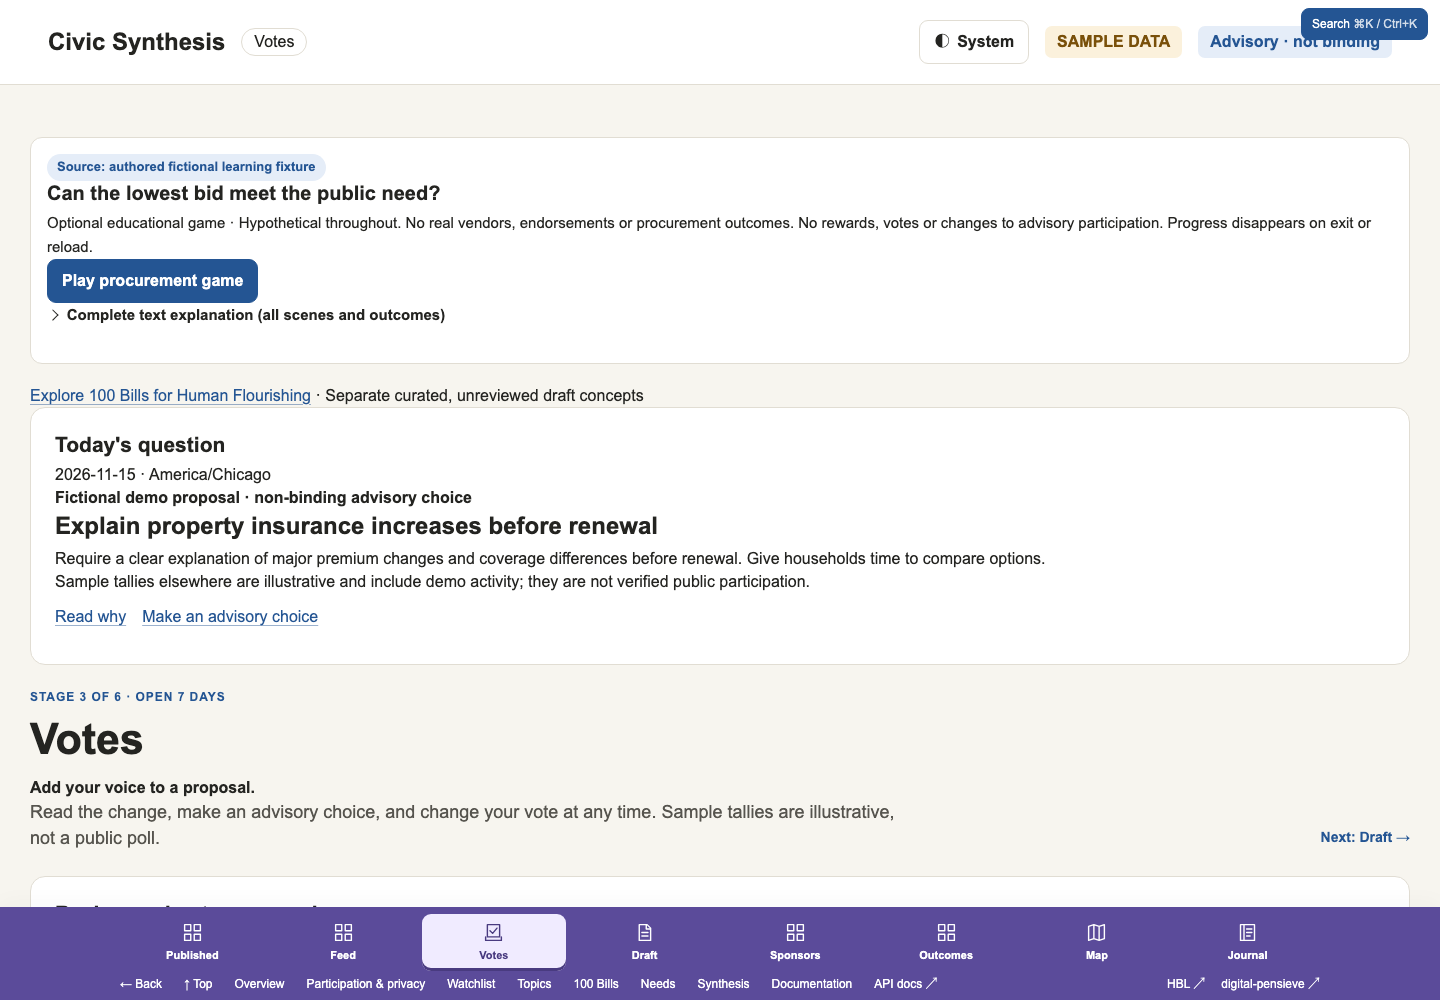 Civic Synthesis
Votes
System
SAMPLE DATA
Advisory · not binding
Search ⌘K / Ctrl+K
Source: authored fictional learning fixture
Can the lowest bid meet the public need?
Optional educational game · Hypothetical throughout. No real vendors, endorsements or procurement outcomes. No rewards, votes or changes to advisory participation. Progress disappears on exit or
reload.
Play procurement game
Complete text explanation (all scenes and outcomes)
Explore 100 Bills for Human Flourishing · Separate curated, unreviewed draft concepts
Today's question
2026-11-15 · America/Chicago
Fictional demo proposal · non-binding advisory choice
Explain property insurance increases before renewal
Require a clear explanation of major premium changes and coverage differences before renewal. Give households time to compare options.
Sample tallies elsewhere are illustrative and include demo activity; they are not verified public participation.
Read why Make an advisory choice
STAGE 3 OF 6 · OPEN 7 DAYS
Votes
Add your voice to a proposal.
Read the change, make an advisory choice, and change your vote at any time. Sample tallies are illustrative,
not a public poll.
Next: Draft →
Published Feed Votes Draft Sponsors Outcomes Map Journal
← Back ↑ Top Overview Participation & privacy Watchlist Topics 100 Bills Needs Synthesis Documentation API docs ↗ HBL ↗ digital-pensieve ↗